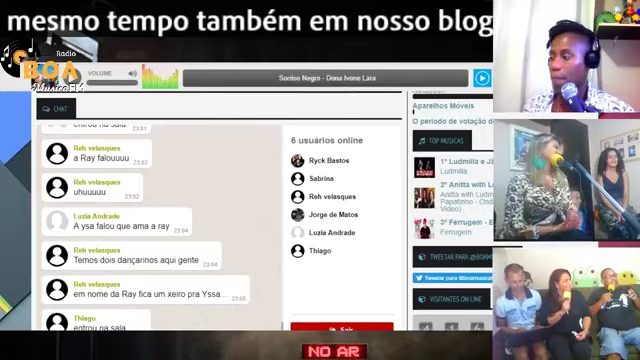 mesmo tempo também em nosso blog
Rádio
BOA
Música
VOLUME
Sorriso Negro - Dona Ivone Lara
CHAT
entrou na sala.
23:01
Reh velasques
a Ray falouuuu
23:02
Reh velasques
uhuuuuu
23:02
Luzia Andrade
A ysa falou que ama a ray
23:04
Reh velasques
Temos dois dançarinos aqui gente
23:04
Reh velasques
em nome da Ray fica um xeiro pra Yssa...
23:05
Thiago
entrou na sala.
6 usuários online
Ryck Bastos
Sabrina
Reh velasques
Jorge de Matos
Luzia Andrade
Thiago
Sair
Aparelhos Móveis
O período de votação d
TOP MUSICAS
1º Ludmilla e Jã
Ludmilla
2º Anitta with L
Anitta with Ludmi
Papatinho - Ond
Video)
3º Ferrugem - E
Ferrugem
TWEETAR PARA @BOAMU
Tweetar para @boamusica
VISITANTES ON LINE
NO AR